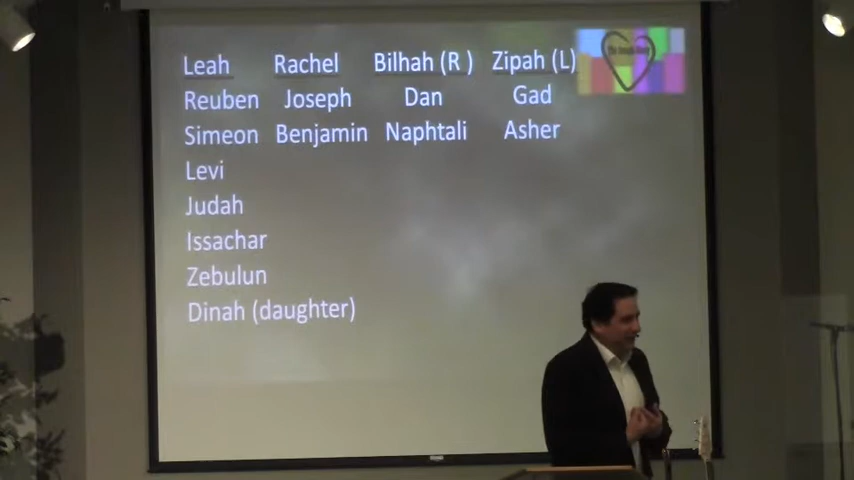 Leah Rachel Bilhah (R ) Zipah (L)
Reuben Joseph Dan Gad
Simeon Benjamin Naphtali Asher
Levi
Judah
Issachar
Zebulun
Dinah (daughter)